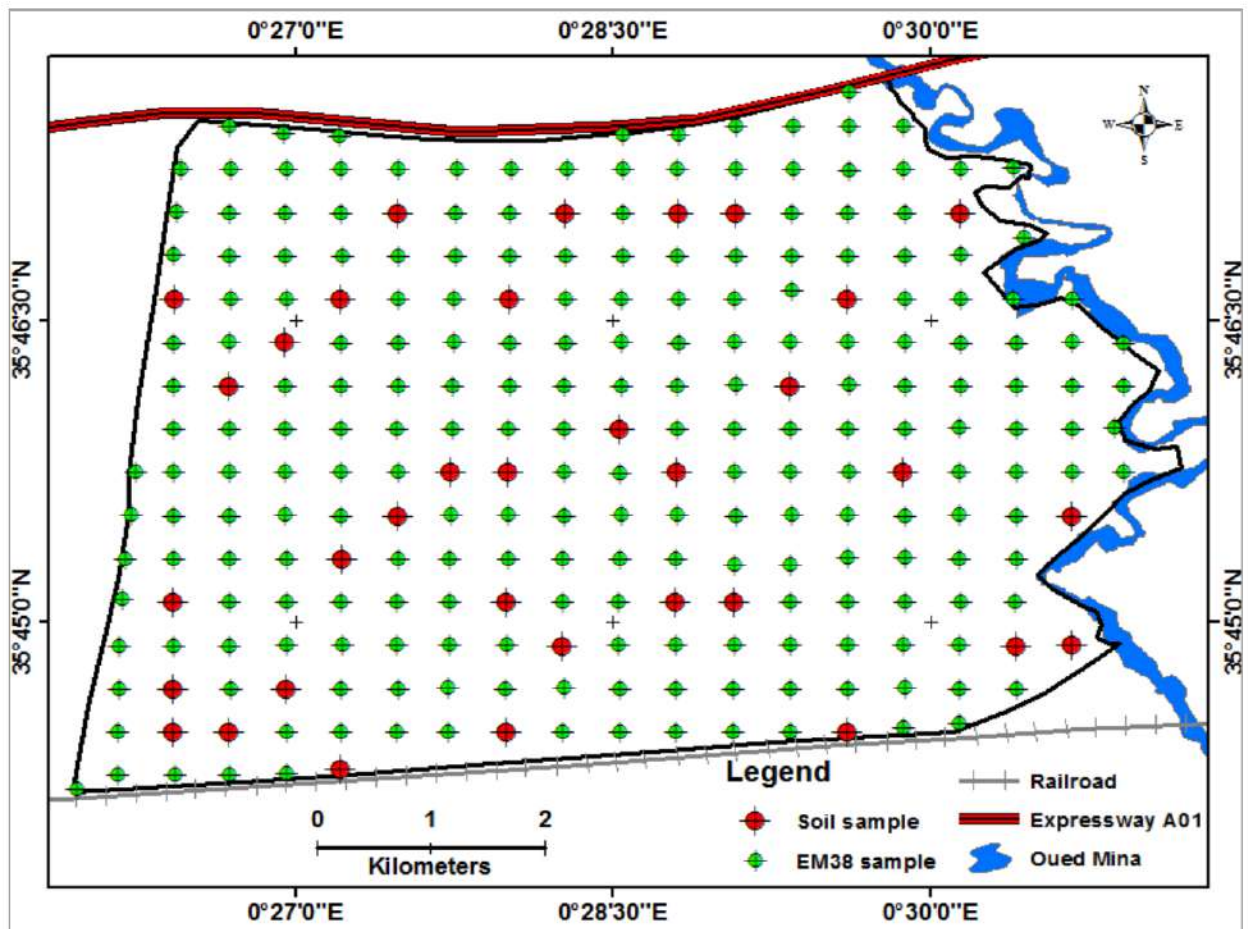 0°27'0"E 0°28'30"E 0°30'0"E
N
W E
S
35°46'30"N 35°46'30"N
35°45'0"N 35°45'0"N
Legend
Railroad
0 1 2
Soil sample Expressway A01
Kilometers EM38 sample Oued Mina
0°27'0"E 0°28'30"E 0°30'0"E